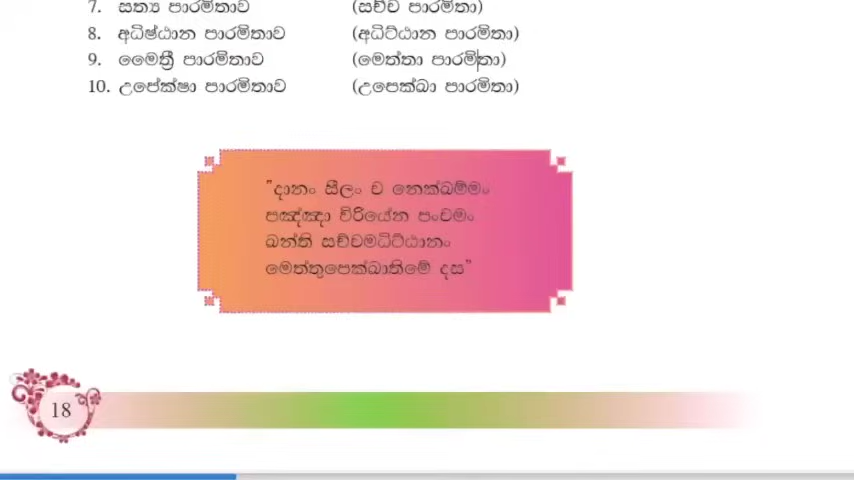 7. සත්‍ය පාරමිතාව (සච්ච පාරමිතා)
8. අධිෂ්ඨාන පාරමිතාව (අධිට්ඨාන පාරමිතා)
9. මෛත්‍රී පාරමිතාව (මෙත්තා පාරමිතා)
10. උපේක්ෂා පාරමිතාව (උපෙක්ඛා පාරමිතා)
"දානං සීලං ච නෙක්ඛම්මං
පඤ්ඤා විරියේන පංචමං
ඛන්ති සච්චමධිට්ඨානං
මෙත්තුපෙක්ඛාතිමේ දස"
18